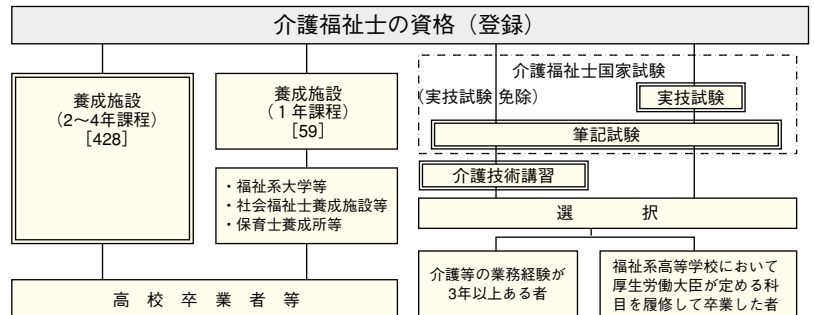 介護福祉士の資格（登録）
養成施設
（2〜4年課程）
［428］
養成施設
（１年課程）
［59］
・福祉系大学等
・社会福祉士養成施設等
・保育士養成所等
高校卒業者等
介護福祉士国家試験
（実技試験 免除）
実技試験
筆記試験
介護技術講習
選択
介護等の業務経験が
3年以上ある者
福祉系高等学校において
厚生労働大臣が定める科
目を履修して卒業した者